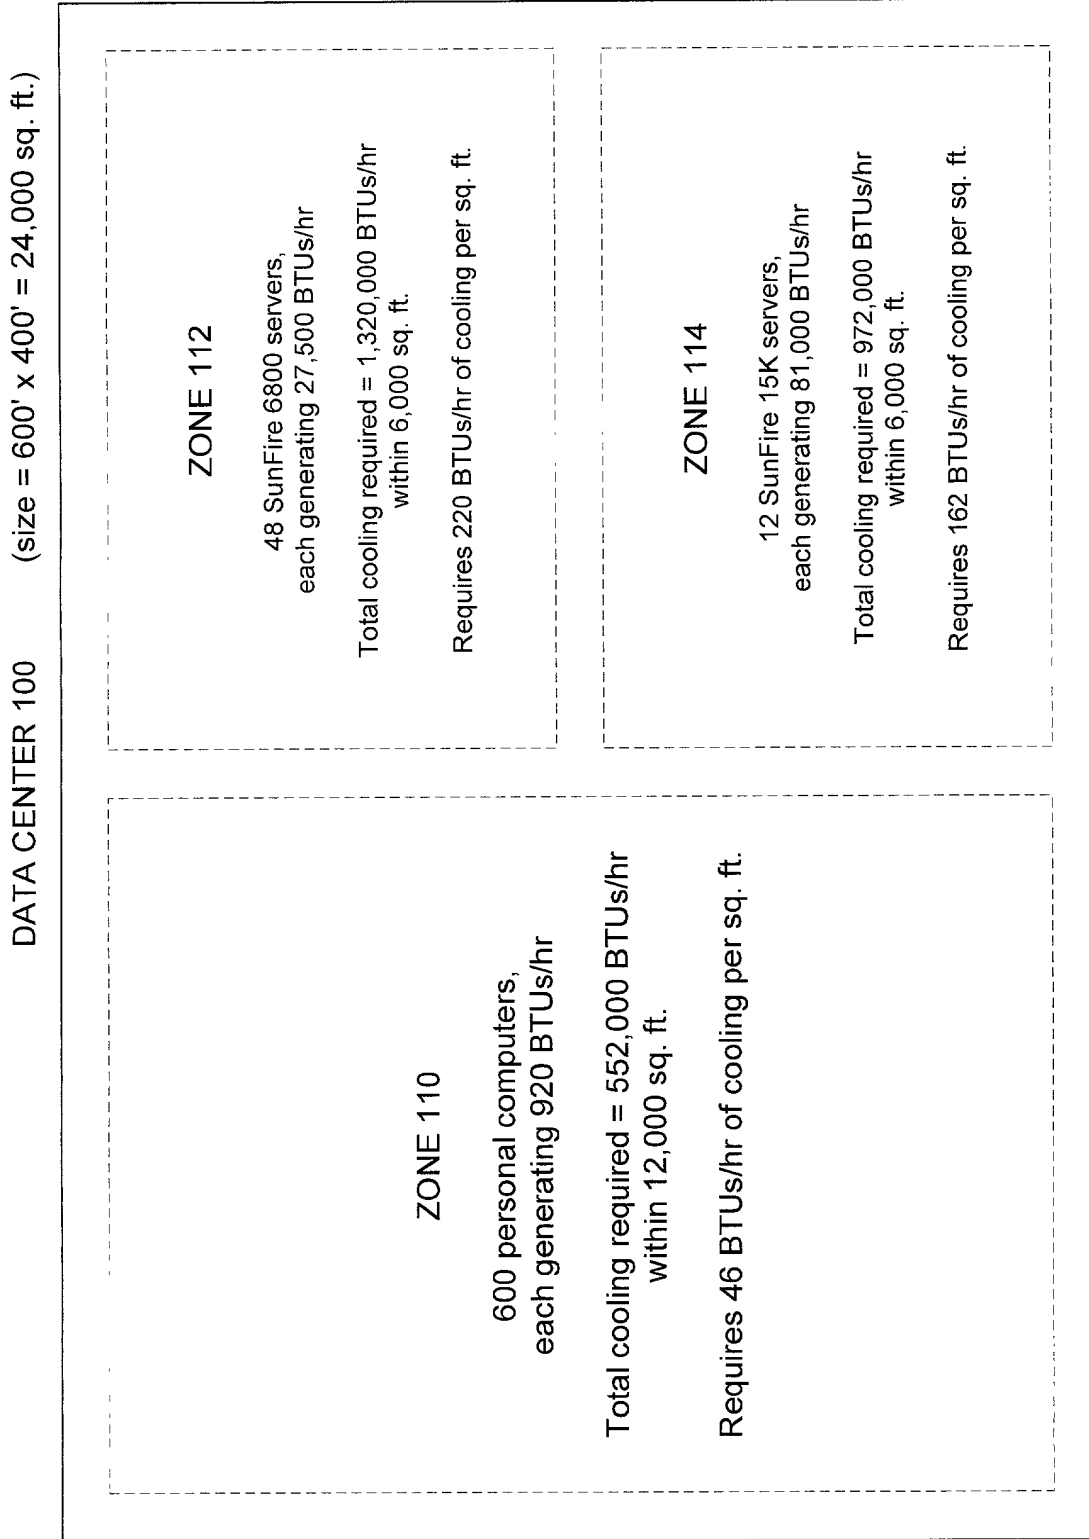 DATA CENTER 100 (size = 600' x 400' = 24,000 sq. ft.)
ZONE 110
600 personal computers,
each generating 920 BTUs/hr
Total cooling required = 552,000 BTUs/hr
within 12,000 sq. ft.
Requires 46 BTUs/hr of cooling per sq. ft.
ZONE 112
48 SunFire 6800 servers,
each generating 27,500 BTUs/hr
Total cooling required = 1,320,000 BTUs/hr
within 6,000 sq. ft.
Requires 220 BTUs/hr of cooling per sq. ft.
ZONE 114
12 SunFire 15K servers,
each generating 81,000 BTUs/hr
Total cooling required = 972,000 BTUs/hr
within 6,000 sq. ft.
Requires 162 BTUs/hr of cooling per sq. ft.